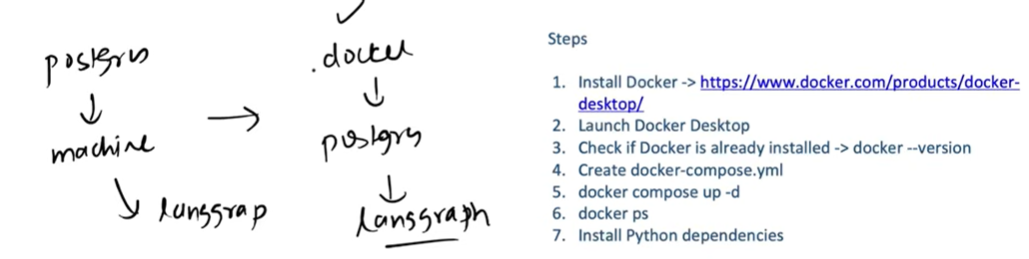 postgres
machine
langgrap
docker
postgrs
langgraph
Steps
1. Install Docker -> https://www.docker.com/products/docker-
desktop/
2. Launch Docker Desktop
3. Check if Docker is already installed -> docker --version
4. Create docker-compose.yml
5. docker compose up -d
6. docker ps
7. Install Python dependencies